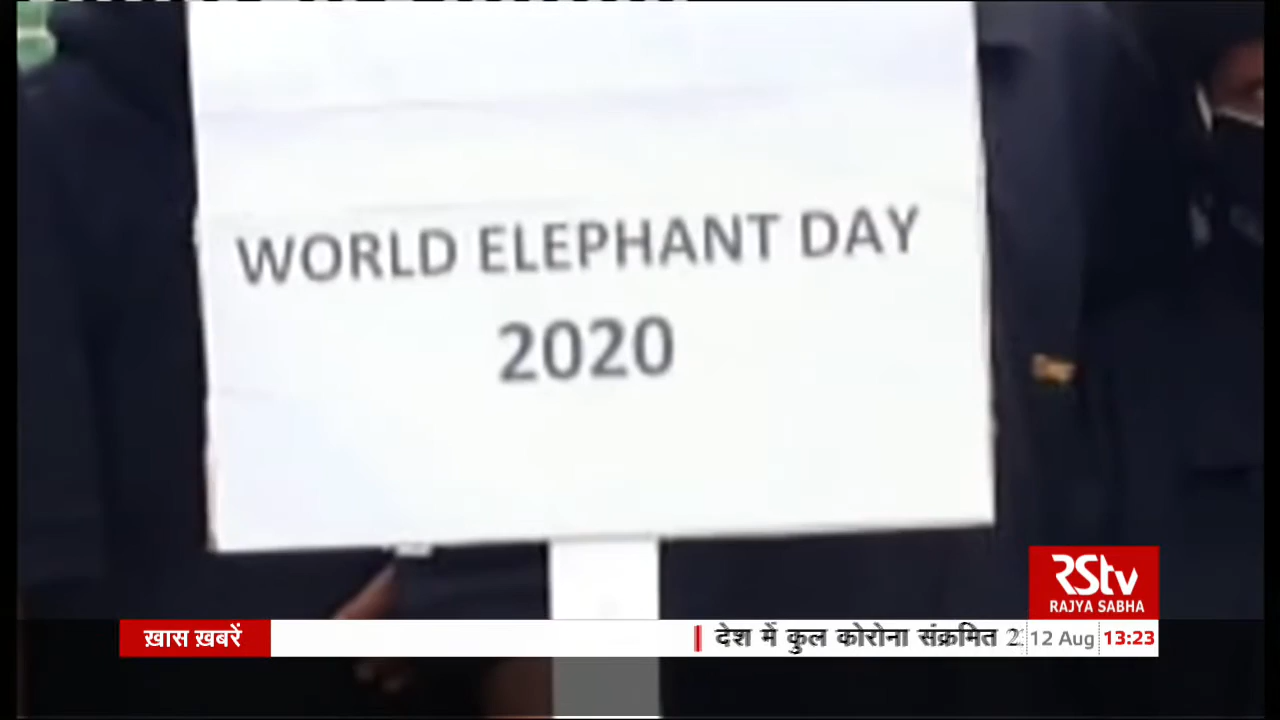 WORLD ELEPHANT DAY
2020
RStv
RAJYA SABHA
ख़ास ख़बरें
देश में कुल कोरोना संक्रमित
12 Aug
13:23